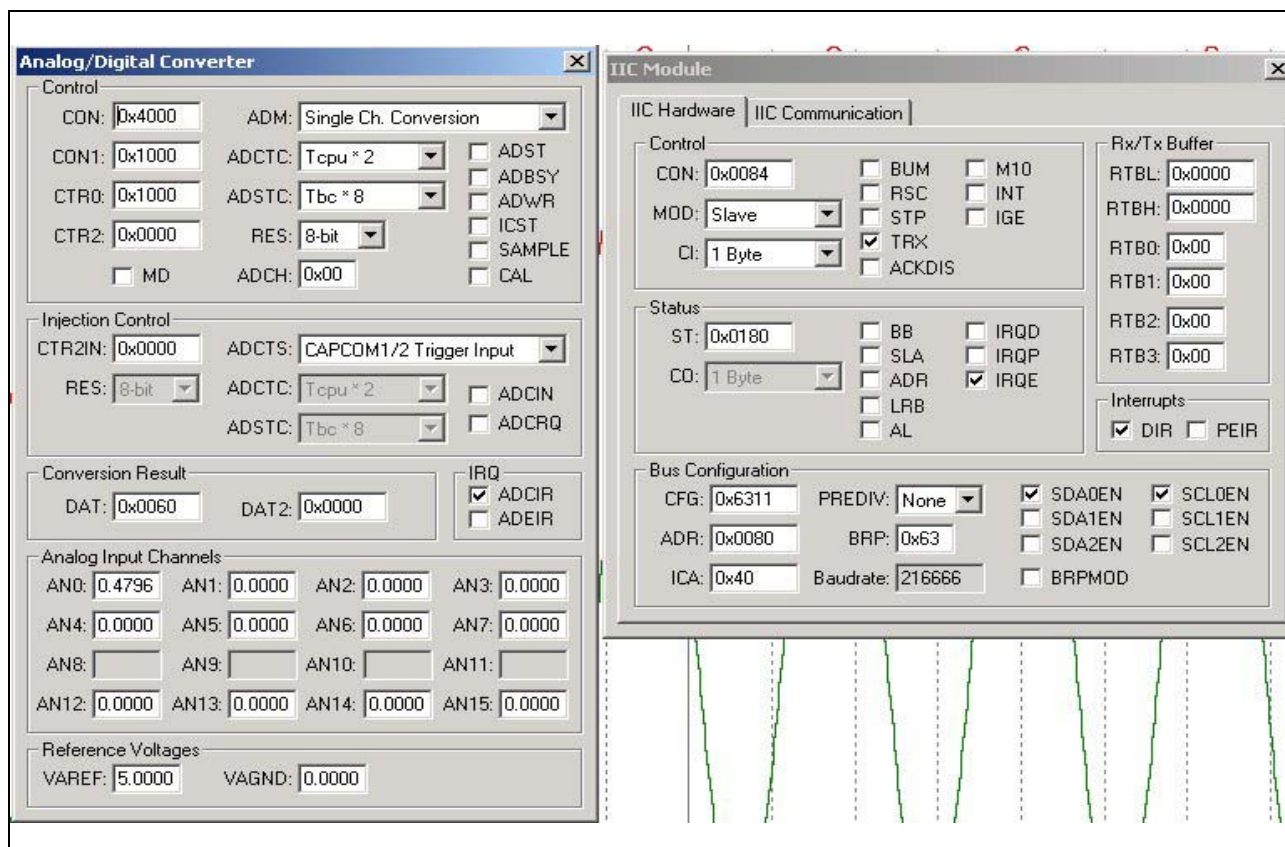 Analog/Digital Converter
Control
CON: 0x4000 ADM: Single Ch. Conversion
CON1: 0x1000 ADCTC: Tcpu * 2 ADST
ADBSY
CTR0: 0x1000 ADSTC: Tbc * 8 ADWR
ICST
CTR2: 0x0000 RES: 8-bit SAMPLE
MD ADCH: 0x00 CAL
Injection Control
CTR2IN: 0x0000 ADCTS: CAPCOM1/2 Trigger Input
RES: 8-bit ADCTC: Tcpu * 2 ADCIN
ADSTC: Tbc * 8 ADCRQ
Conversion Result
DAT: 0x0060 DAT2: 0x0000
IRQ
ADCIR
ADEIR
Analog Input Channels
AN0: 0.4796 AN1: 0.0000 AN2: 0.0000 AN3: 0.0000
AN4: 0.0000 AN5: 0.0000 AN6: 0.0000 AN7: 0.0000
AN8: AN9: AN10: AN11:
AN12: 0.0000 AN13: 0.0000 AN14: 0.0000 AN15: 0.0000
Reference Voltages
VAREF: 5.0000 VAGND: 0.0000
IIC Module
IIC Hardware IIC Communication
Control
CON: 0x0084 BUM M10
RSC INT
MOD: Slave STP IGE
TRX
CI: 1 Byte ACKDIS
Rx/Tx Buffer
RTBL: 0x0000
RTBH: 0x0000
RTB0: 0x00
RTB1: 0x00
RTB2: 0x00
RTB3: 0x00
Status
ST: 0x0180 BB IRQD
SLA IRQP
CO: 1 Byte ADR IRQE
LRB
AL
Interrupts
DIR PEIR
Bus Configuration
CFG: 0x6311 PREDIV: None SDA0EN SCL0EN
SDA1EN SCL1EN
ADR: 0x0080 BRP: 0x63 SDA2EN SCL2EN
ICA: 0x40 Baudrate: 216666 BRPMOD